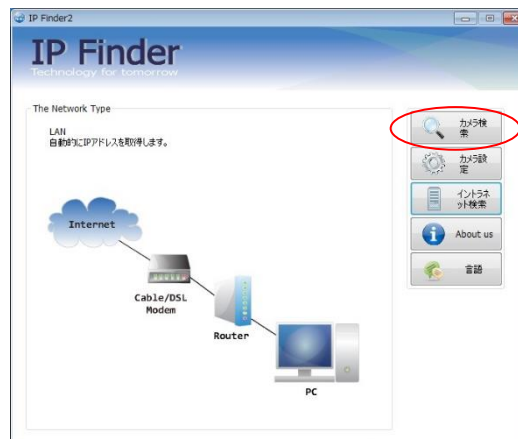 IP Finder2
IP Finder
Technology for tomorrow
The Network Type
LAN
自動的にIPアドレスを取得します。
Internet
Cable/DSL
Modem
Router
PC
カメラ検
索
カメラ設
定
イントラネ
ット検索
About us
言語